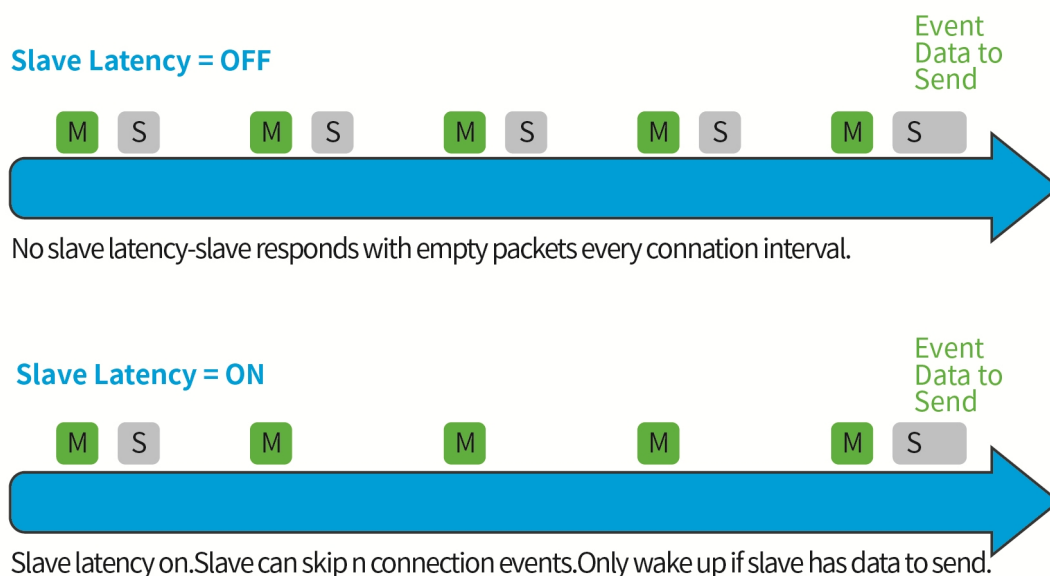 Slave Latency = OFF
Event
Data to
Send
M S M S M S M S M S
No slave latency-slave responds with empty packets every connation interval.
Slave Latency = ON
Event
Data to
Send
M S M M M M S
Slave latency on.Slave can skip n connection events.Only wake up if slave has data to send.